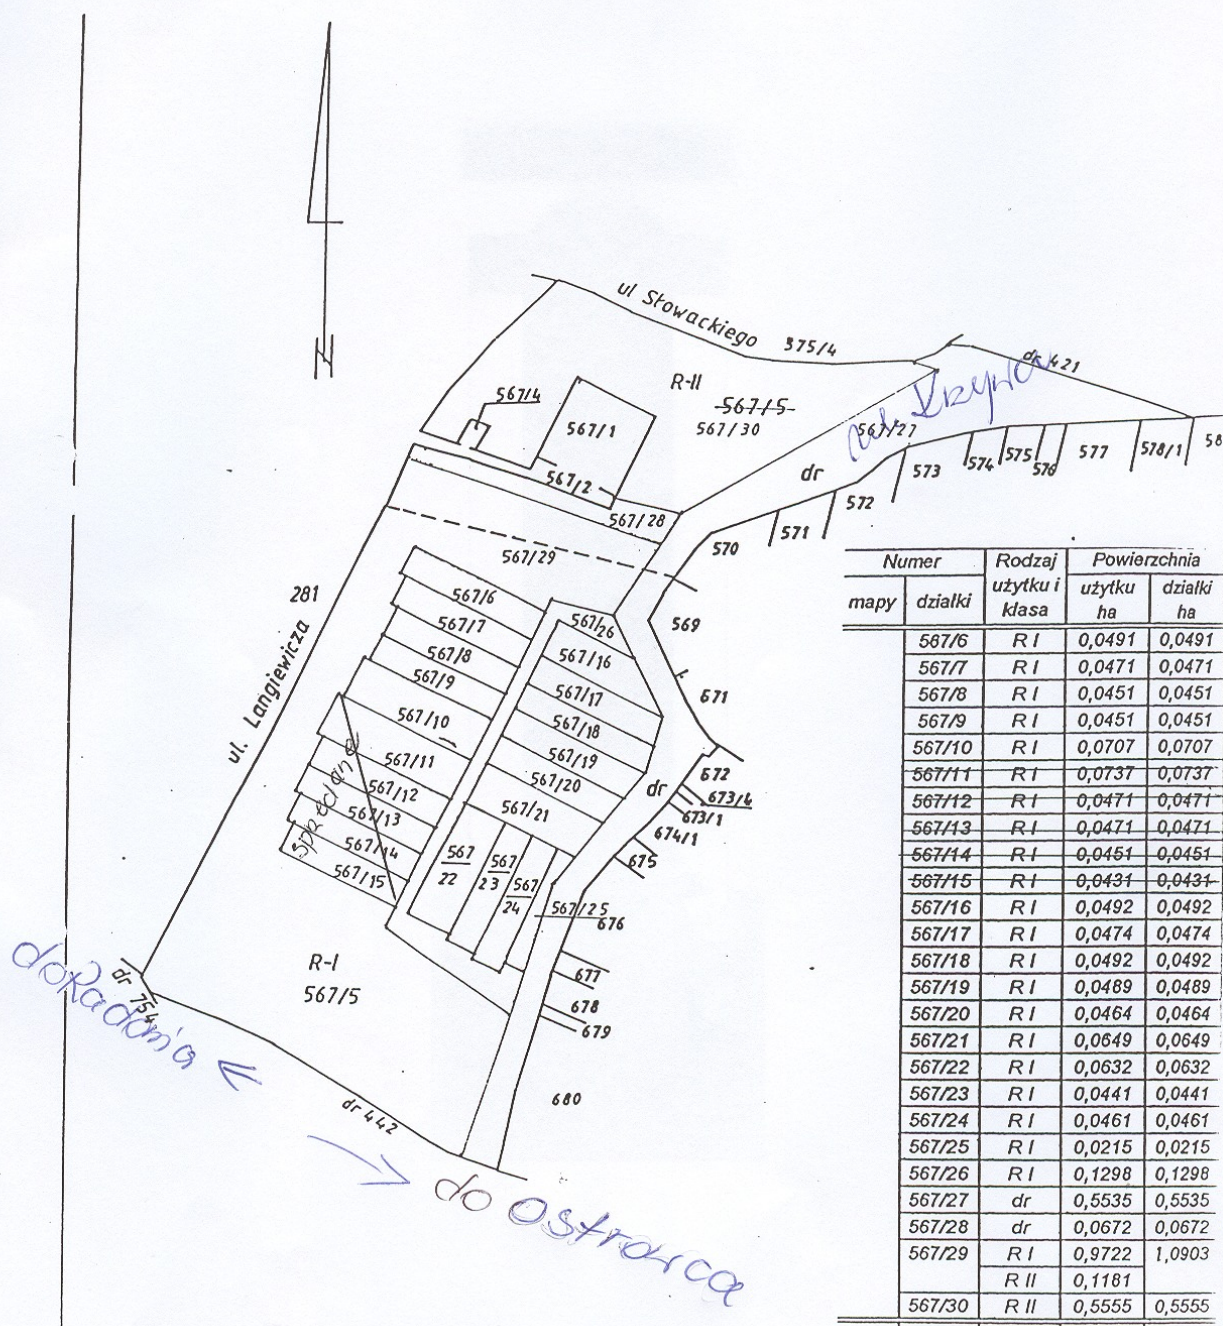 N
ul Słowackiego 375/4
dr 421
ul. Krzywa
R-II
567/4
567/5
567/1
567/30
567/27
dr
573
574
575
576
577
578/1
58
567/2
572
567/28
571
570
567/29
281
ul. Langiewicza
567/6
567/26
569
567/7
567/16
567/8
567/9
567/17
671
567/10
567/18
567/11
567/19
672
567/12
567/20
dr
673/4
567/13
567/21
673/1
sprzedane
674/1
567/14
675
567/15
567
22
567
23
567
24
567/25
676
R-I
567/5
677
678
679
680
dr 754
do Radomia
dr 442
do Ostrowca
Numer Rodzaj użytku i klasa Powierzchnia
mapy działki użytku ha działki ha
567/6 R I 0,0491 0,0491
567/7 R I 0,0471 0,0471
567/8 R I 0,0451 0,0451
567/9 R I 0,0451 0,0451
567/10 R I 0,0707 0,0707
567/11 R I 0,0737 0,0737
567/12 R I 0,0471 0,0471
567/13 R I 0,0471 0,0471
567/14 R I 0,0451 0,0451
567/15 R I 0,0431 0,0431
567/16 R I 0,0492 0,0492
567/17 R I 0,0474 0,0474
567/18 R I 0,0492 0,0492
567/19 R I 0,0489 0,0489
567/20 R I 0,0464 0,0464
567/21 R I 0,0649 0,0649
567/22 R I 0,0632 0,0632
567/23 R I 0,0441 0,0441
567/24 R I 0,0461 0,0461
567/25 R I 0,0215 0,0215
567/26 R I 0,1298 0,1298
567/27 dr 0,5535 0,5535
567/28 dr 0,0672 0,0672
567/29 R I 0,9722 1,0903
R II 0,1181
567/30 R II 0,5555 0,5555